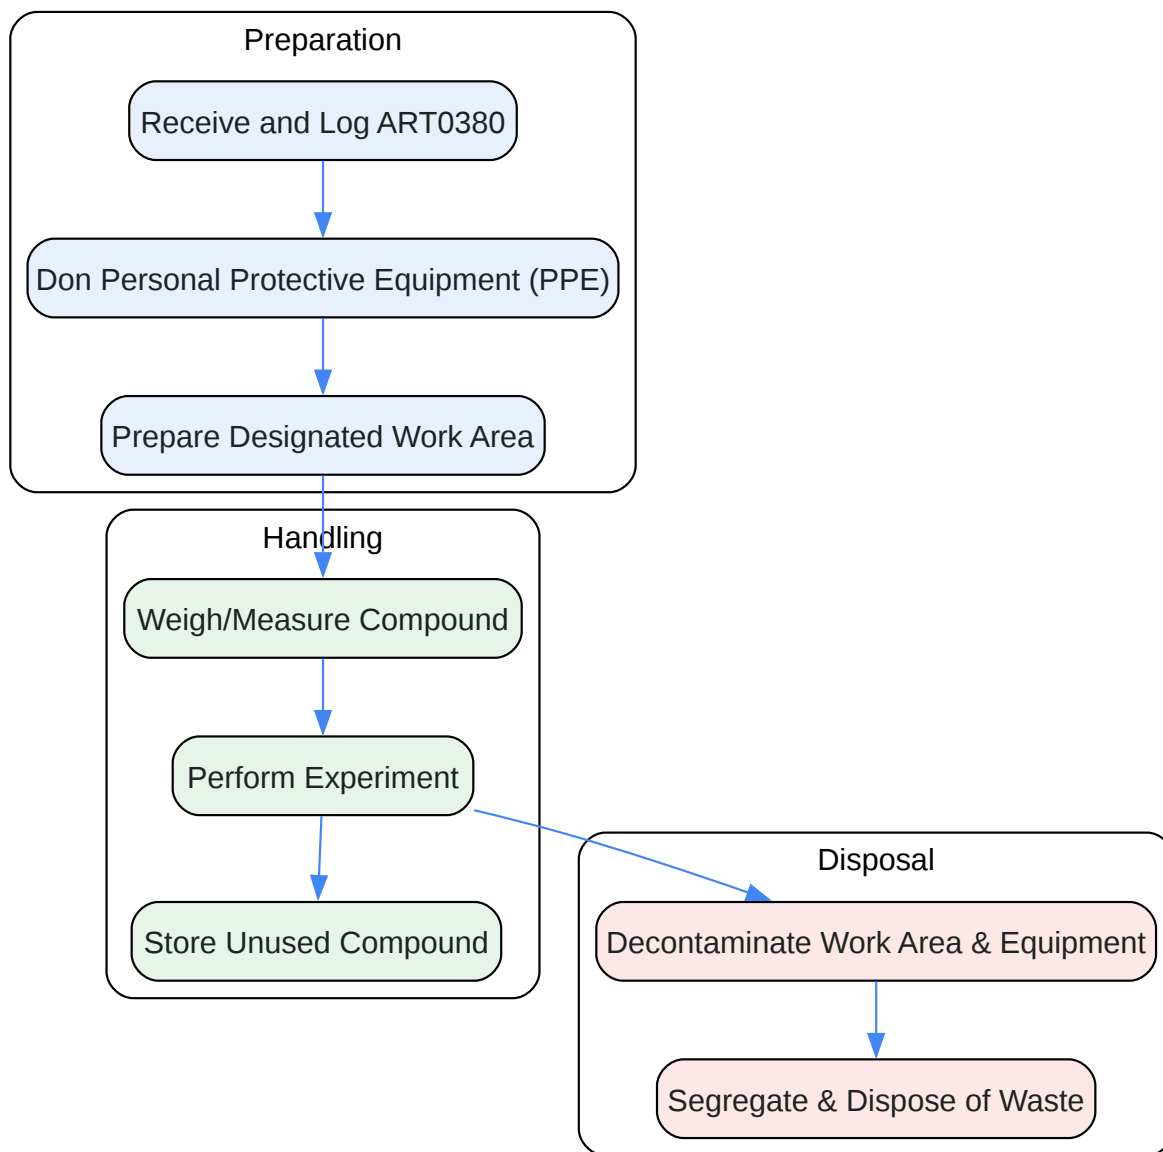 Preparation
Receive and Log ART0380
Don Personal Protective Equipment (PPE)
Prepare Designated Work Area
Handling
Weigh/Measure Compound
Perform Experiment
Store Unused Compound
Disposal
Decontaminate Work Area & Equipment
Segregate & Dispose of Waste